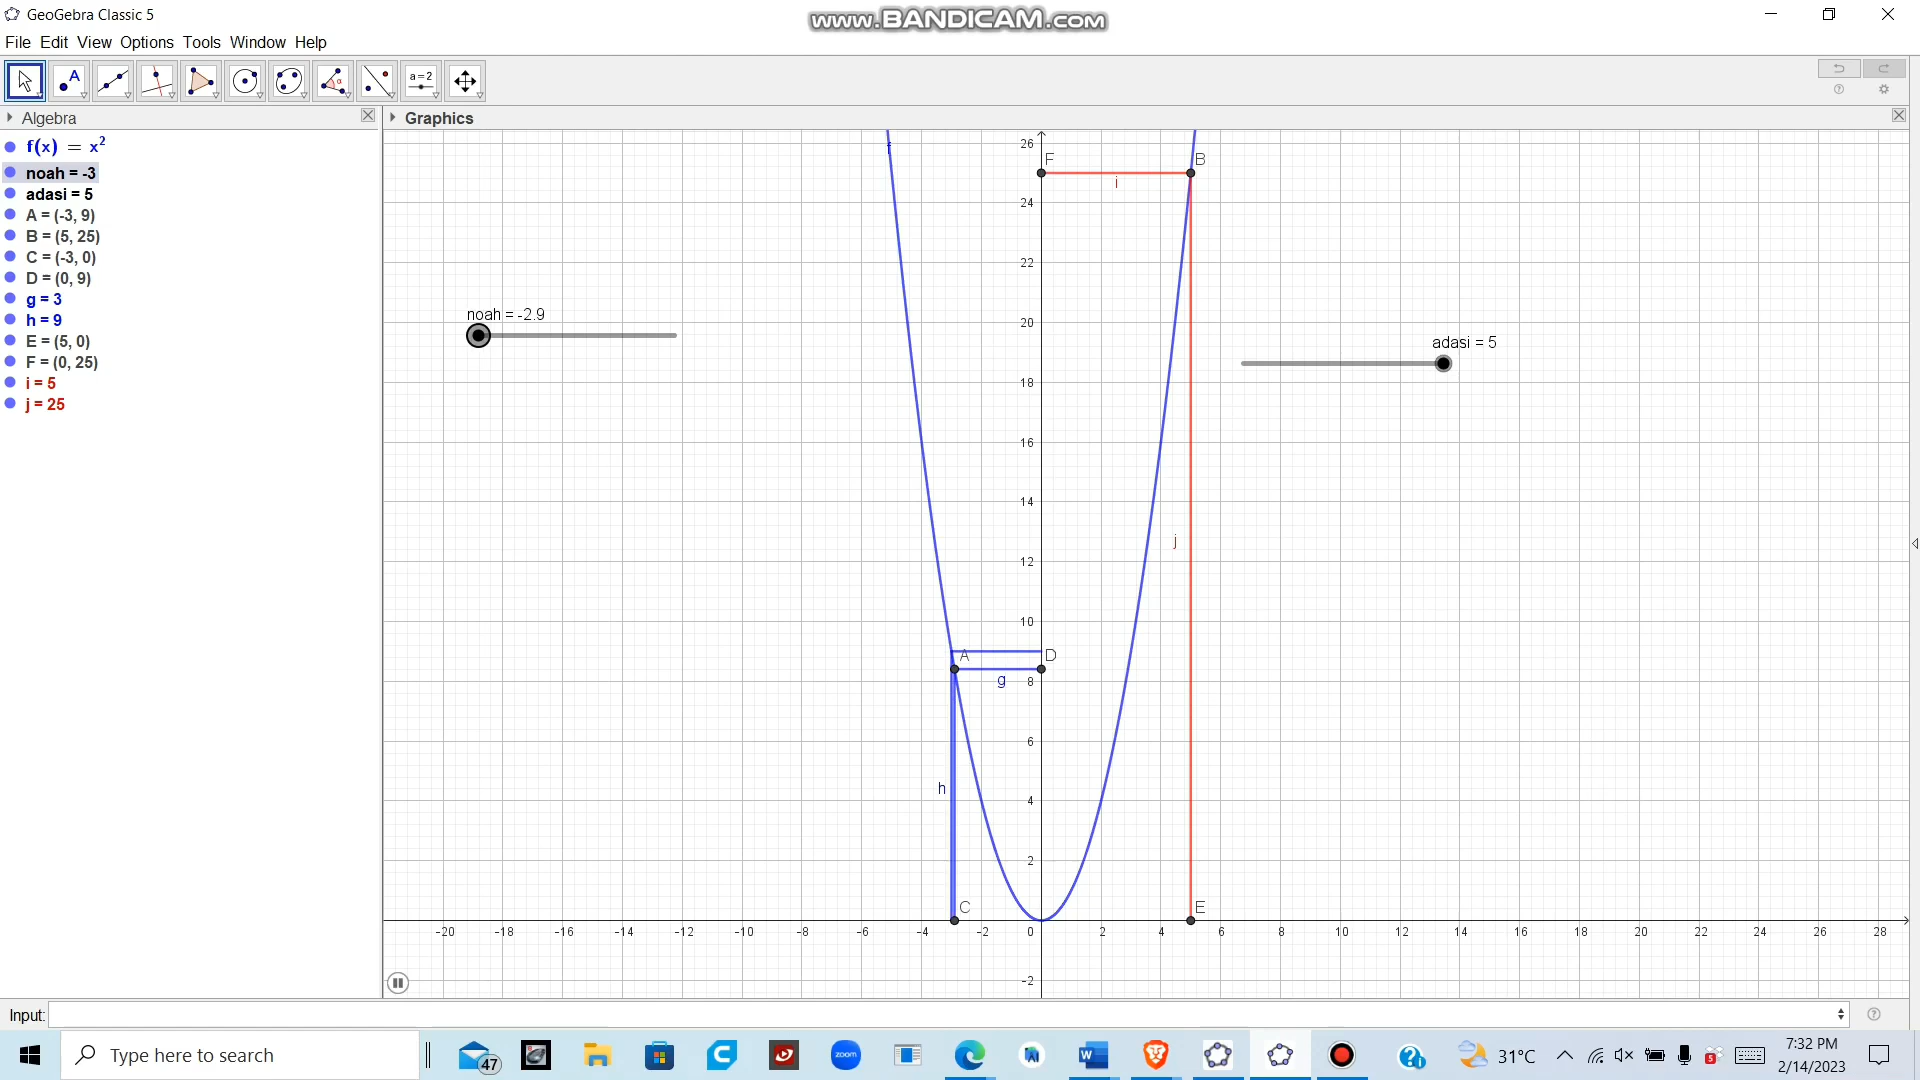 GeoGebra Classic 5
www.BANDICAM.com
File Edit View Options Tools Window Help
A
α
a=2
Algebra
Graphics
f(x) = x²
noah = -3
adasi = 5
A = (-3, 9)
B = (5, 25)
C = (-3, 0)
D = (0, 9)
g = 3
h = 9
E = (5, 0)
F = (0, 25)
i = 5
j = 25
f
26
F
B
i
24
22
noah = -2.9
20
adasi = 5
18
16
14
j
12
10
A
D
g
8
6
h
4
2
C
E
-20 -18 -16 -14 -12 -10 -8 -6 -4 -2 0 2 4 6 8 10 12 14 16 18 20 22 24 26 28
-2
Input:
Type here to search
47
zoom
W
31°C
5
7:32 PM
2/14/2023